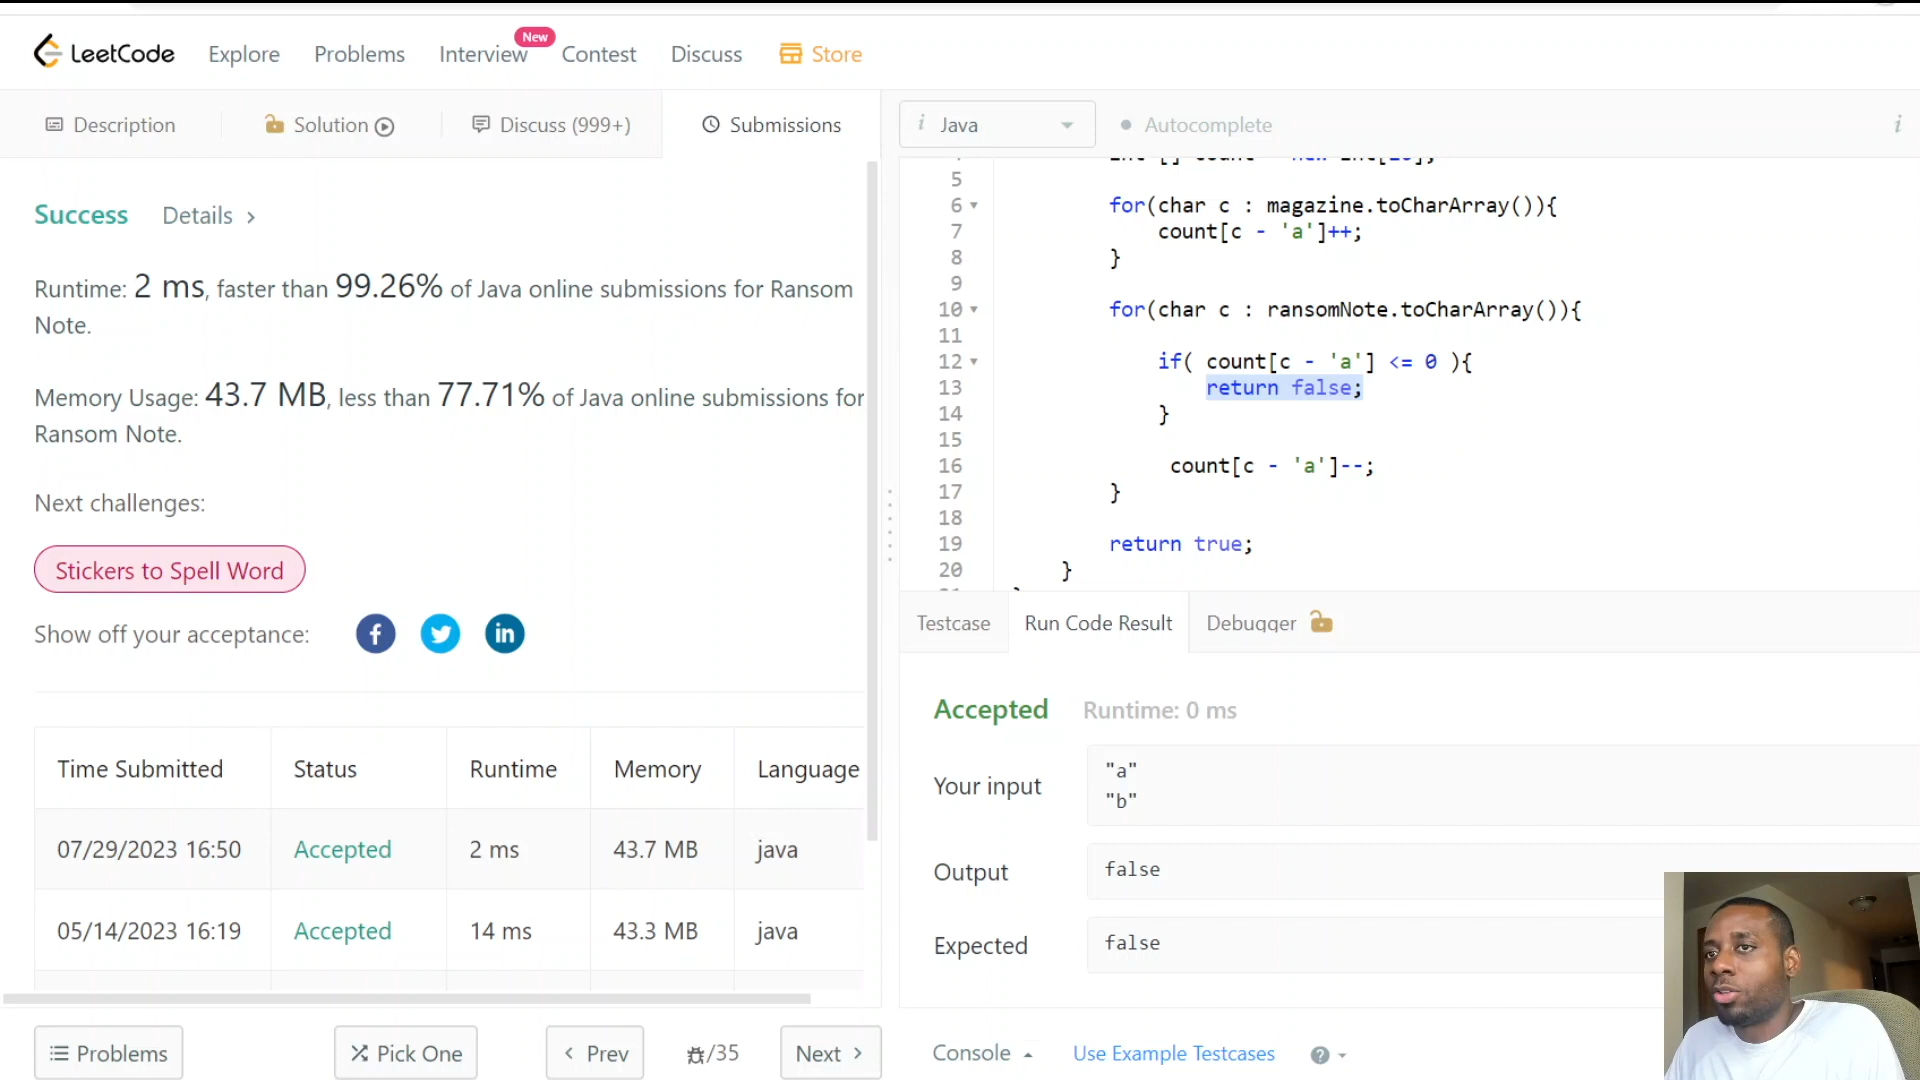 LeetCode
Explore
Problems
Interview
New
Contest
Discuss
Store
Description
Solution
Discuss (999+)
Submissions
i Java
Autocomplete
i
Success
Details >
Runtime: 2 ms, faster than 99.26% of Java online submissions for Ransom
Note.
Memory Usage: 43.7 MB, less than 77.71% of Java online submissions for
Ransom Note.
Next challenges:
Stickers to Spell Word
Show off your acceptance:
Time Submitted Status Runtime Memory Language
07/29/2023 16:50 Accepted 2 ms 43.7 MB java
05/14/2023 16:19 Accepted 14 ms 43.3 MB java
Problems
Pick One
< Prev
/35
Next >
5
6 for(char c : magazine.toCharArray()){
7 count[c - 'a']++;
8 }
9
10 for(char c : ransomNote.toCharArray()){
11
12 if( count[c - 'a'] <= 0 ){
13 return false;
14 }
15
16 count[c - 'a']--;
17 }
18
19 return true;
20 }
Testcase
Run Code Result
Debugger
Accepted Runtime: 0 ms
Your input
"a"
"b"
Output
false
Expected
false
Console
Use Example Testcases
?